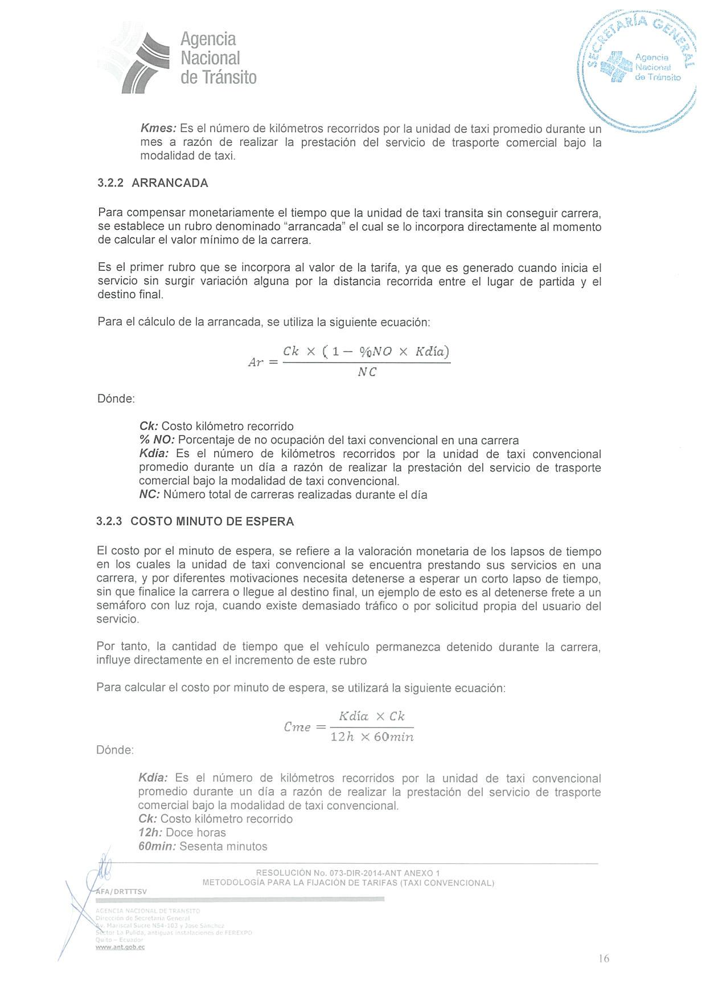 Agencia
Nacional
de Tránsito
SECRETARÍA GENERAL
Agencia
Nacional
de Tránsito
Kmes: Es el número de kilómetros recorridos por la unidad de taxi promedio durante un
mes a razón de realizar la prestación del servicio de trasporte comercial bajo la
modalidad de taxi.
3.2.2 ARRANCADA
Para compensar monetariamente el tiempo que la unidad de taxi transita sin conseguir carrera,
se establece un rubro denominado “arrancada” el cual se lo incorpora directamente al momento
de calcular el valor mínimo de la carrera.
Es el primer rubro que se incorpora al valor de la tarifa, ya que es generado cuando inicia el
servicio sin surgir variación alguna por la distancia recorrida entre el lugar de partida y el
destino final.
Para el cálculo de la arrancada, se utiliza la siguiente ecuación:
Ck × ( 1 − %NO × Kdía)
Ar =
NC
Dónde:
Ck: Costo kilómetro recorrido
% NO: Porcentaje de no ocupación del taxi convencional en una carrera
Kdía: Es el número de kilómetros recorridos por la unidad de taxi convencional
promedio durante un día a razón de realizar la prestación del servicio de trasporte
comercial bajo la modalidad de taxi convencional.
NC: Número total de carreras realizadas durante el día
3.2.3 COSTO MINUTO DE ESPERA
El costo por el minuto de espera, se refiere a la valoración monetaria de los lapsos de tiempo
en los cuales la unidad de taxi convencional se encuentra prestando sus servicios en una
carrera, y por diferentes motivaciones necesita detenerse a esperar un corto lapso de tiempo,
sin que finalice la carrera o llegue al destino final, un ejemplo de esto es al detenerse frete a un
semáforo con luz roja, cuando existe demasiado tráfico o por solicitud propia del usuario del
servicio.
Por tanto, la cantidad de tiempo que el vehículo permanezca detenido durante la carrera,
influye directamente en el incremento de este rubro
Para calcular el costo por minuto de espera, se utilizará la siguiente ecuación:
Kdía × Ck
Cme =
12h × 60min
Dónde:
Kdía: Es el número de kilómetros recorridos por la unidad de taxi convencional
promedio durante un día a razón de realizar la prestación del servicio de trasporte
comercial bajo la modalidad de taxi convencional.
Ck: Costo kilómetro recorrido
12h: Doce horas
60min: Sesenta minutos
RESOLUCIÓN No. 073-DIR-2014-ANT ANEXO 1
METODOLOGÍA PARA LA FIJACIÓN DE TARIFAS (TAXI CONVENCIONAL)
AFA/DRTTTSV
AGENCIA NACIONAL DE TRANSITO
Dirección de Secretaría General
Av. Mariscal Sucre N54-103 y Jose Sánchez
Sector La Pulida, antiguas instalaciones de FEREXPO
Quito – Ecuador
www.ant.gob.ec
16